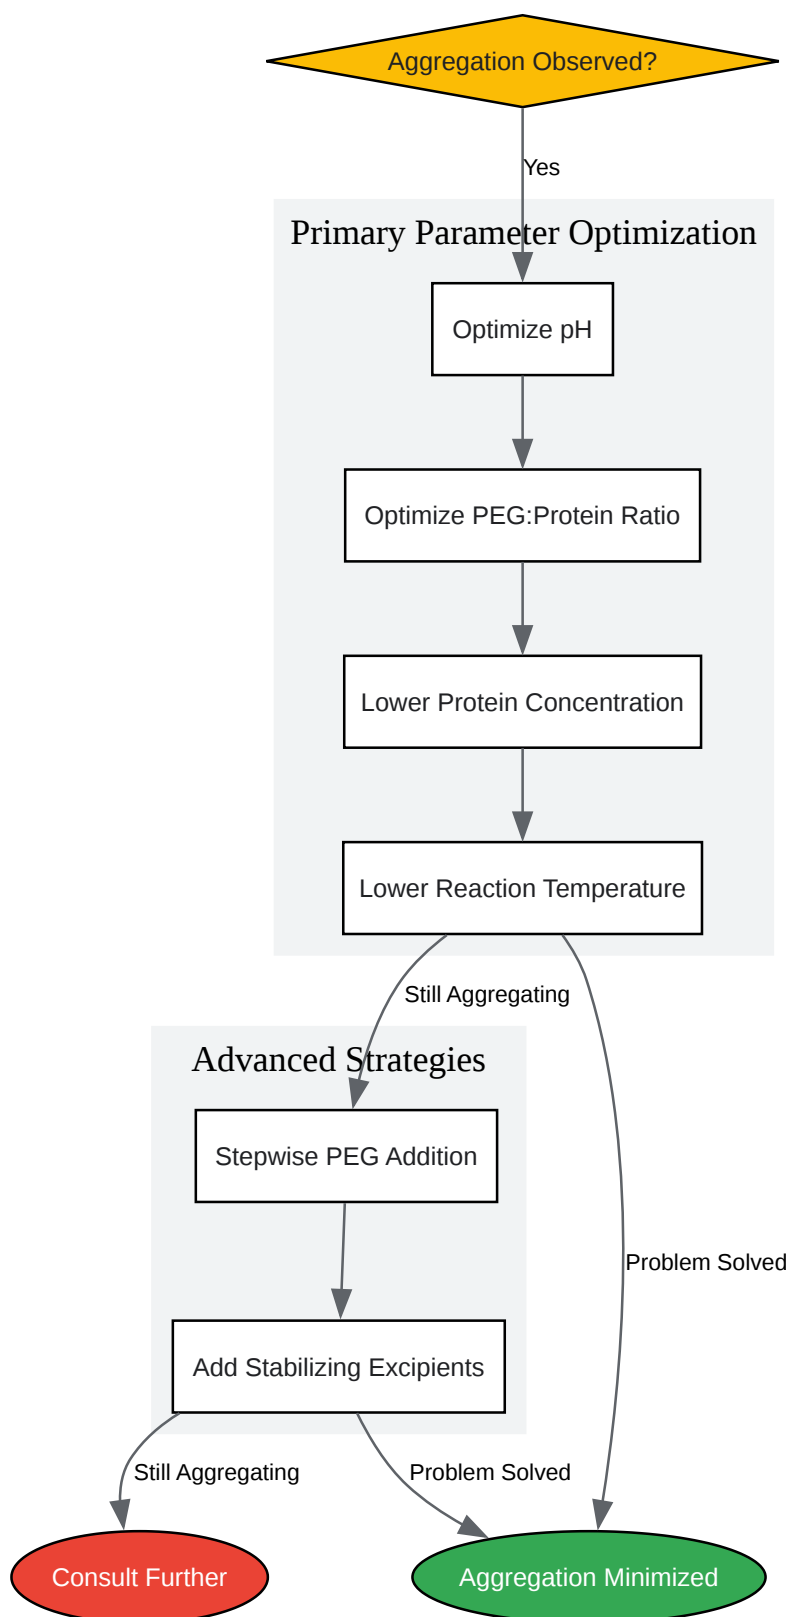 Aggregation Observed?
Yes
Primary Parameter Optimization
Optimize pH
Optimize PEG:Protein Ratio
Lower Protein Concentration
Lower Reaction Temperature
Still Aggregating
Advanced Strategies
Stepwise PEG Addition
Problem Solved
Add Stabilizing Excipients
Still Aggregating
Problem Solved
Consult Further
Aggregation Minimized